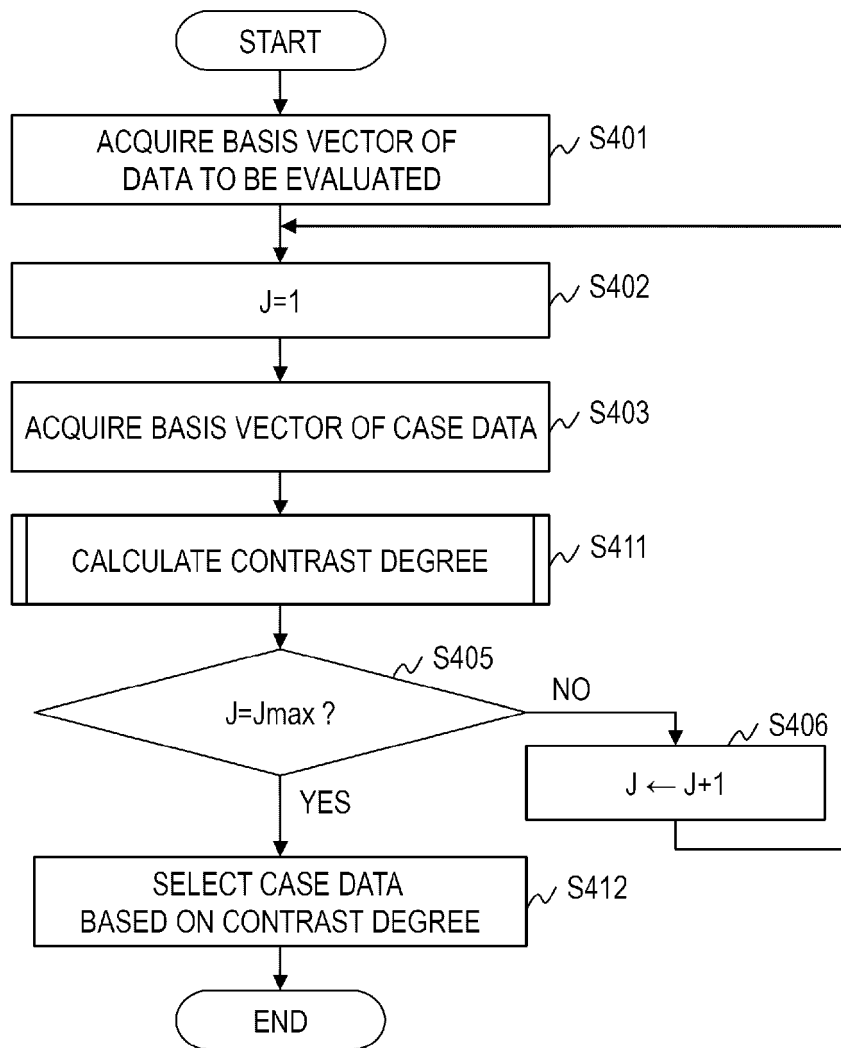 START
ACQUIRE BASIS VECTOR OF
DATA TO BE EVALUATED
S401
J=1
S402
ACQUIRE BASIS VECTOR OF CASE DATA
S403
CALCULATE CONTRAST DEGREE
S411
J=Jmax ?
S405
NO
S406
J ← J+1
YES
SELECT CASE DATA
BASED ON CONTRAST DEGREE
S412
END